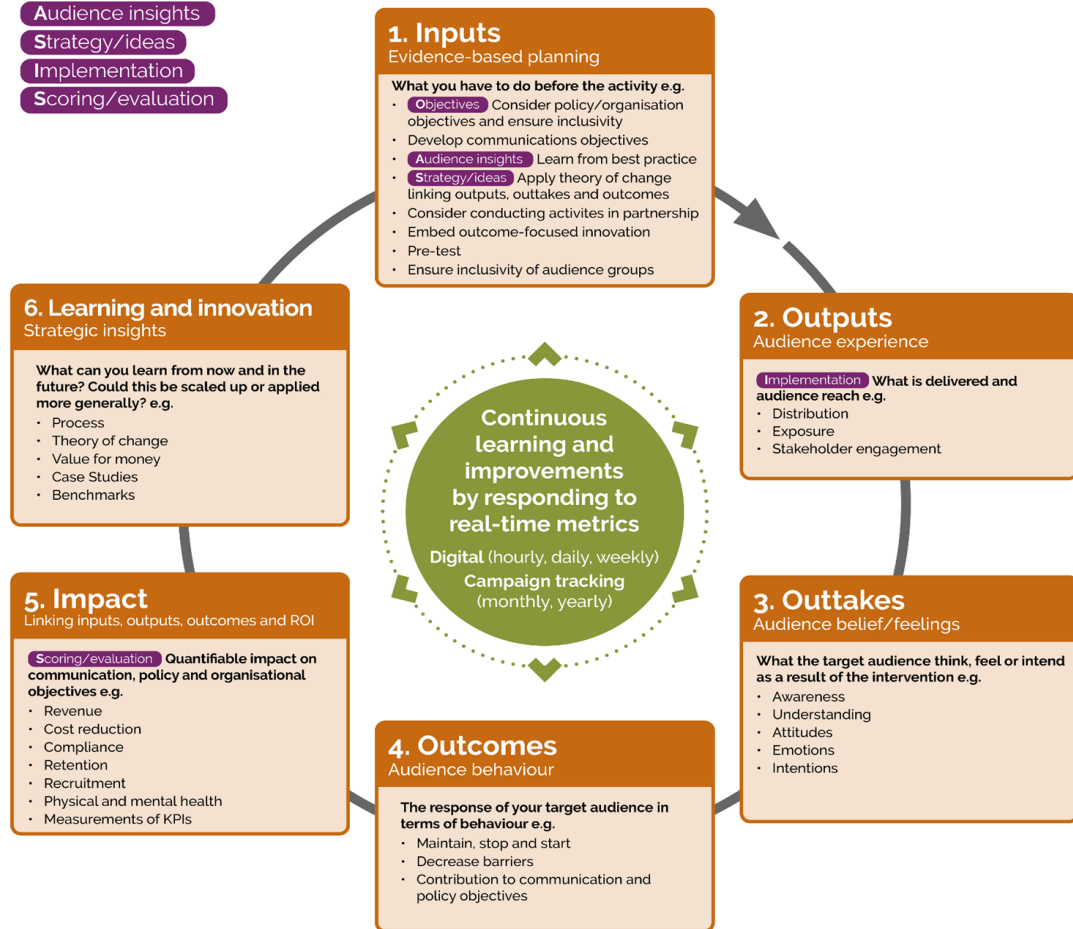 Audience insights
Strategy/ideas
Implementation
Scoring/evaluation
1. Inputs
Evidence-based planning
What you have to do before the activity e.g.
• Objectives Consider policy/organisation
objectives and ensure inclusivity
• Develop communications objectives
• Audience insights Learn from best practice
• Strategy/ideas Apply theory of change
linking outputs, outtakes and outcomes
• Consider conducting activites in partnership
• Embed outcome-focused innovation
• Pre-test
• Ensure inclusivity of audience groups
2. Outputs
Audience experience
Implementation What is delivered and
audience reach e.g.
• Distribution
• Exposure
• Stakeholder engagement
3. Outtakes
Audience belief/feelings
What the target audience think, feel or intend
as a result of the intervention e.g.
• Awareness
• Understanding
• Attitudes
• Emotions
• Intentions
4. Outcomes
Audience behaviour
The response of your target audience in
terms of behaviour e.g.
• Maintain, stop and start
• Decrease barriers
• Contribution to communication and
policy objectives
5. Impact
Linking inputs, outputs, outcomes and ROI
Scoring/evaluation Quantifiable impact on
communication, policy and organisational
objectives e.g.
• Revenue
• Cost reduction
• Compliance
• Retention
• Recruitment
• Physical and mental health
• Measurements of KPIs
6. Learning and innovation
Strategic insights
What can you learn from now and in the
future? Could this be scaled up or applied
more generally? e.g.
• Process
• Theory of change
• Value for money
• Case Studies
• Benchmarks
Continuous
learning and
improvements
by responding to
real-time metrics
Digital (hourly, daily, weekly)
Campaign tracking
(monthly, yearly)